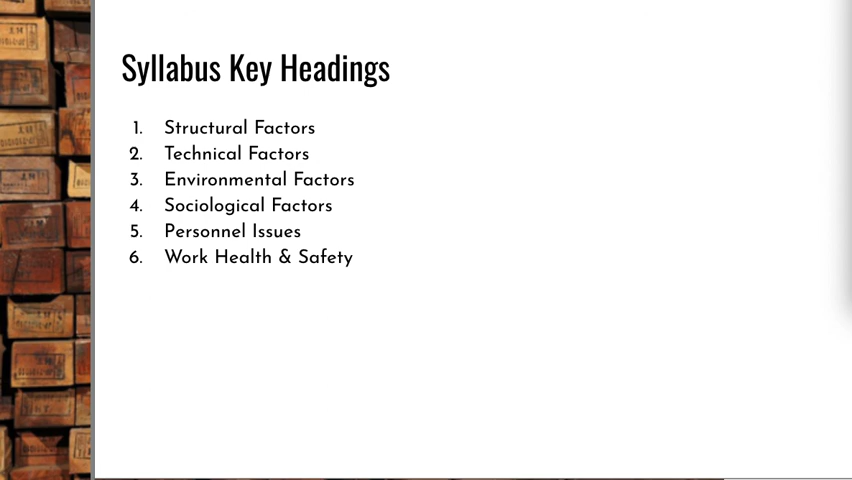 Syllabus Key Headings
1. Structural Factors
2. Technical Factors
3. Environmental Factors
4. Sociological Factors
5. Personnel Issues
6. Work Health & Safety